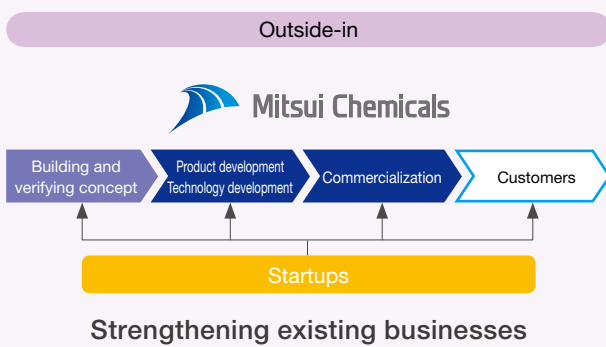 Outside-in
Mitsui Chemicals
Building and
verifying concept
Product development
Technology development
Commercialization
Customers
Startups
Strengthening existing businesses